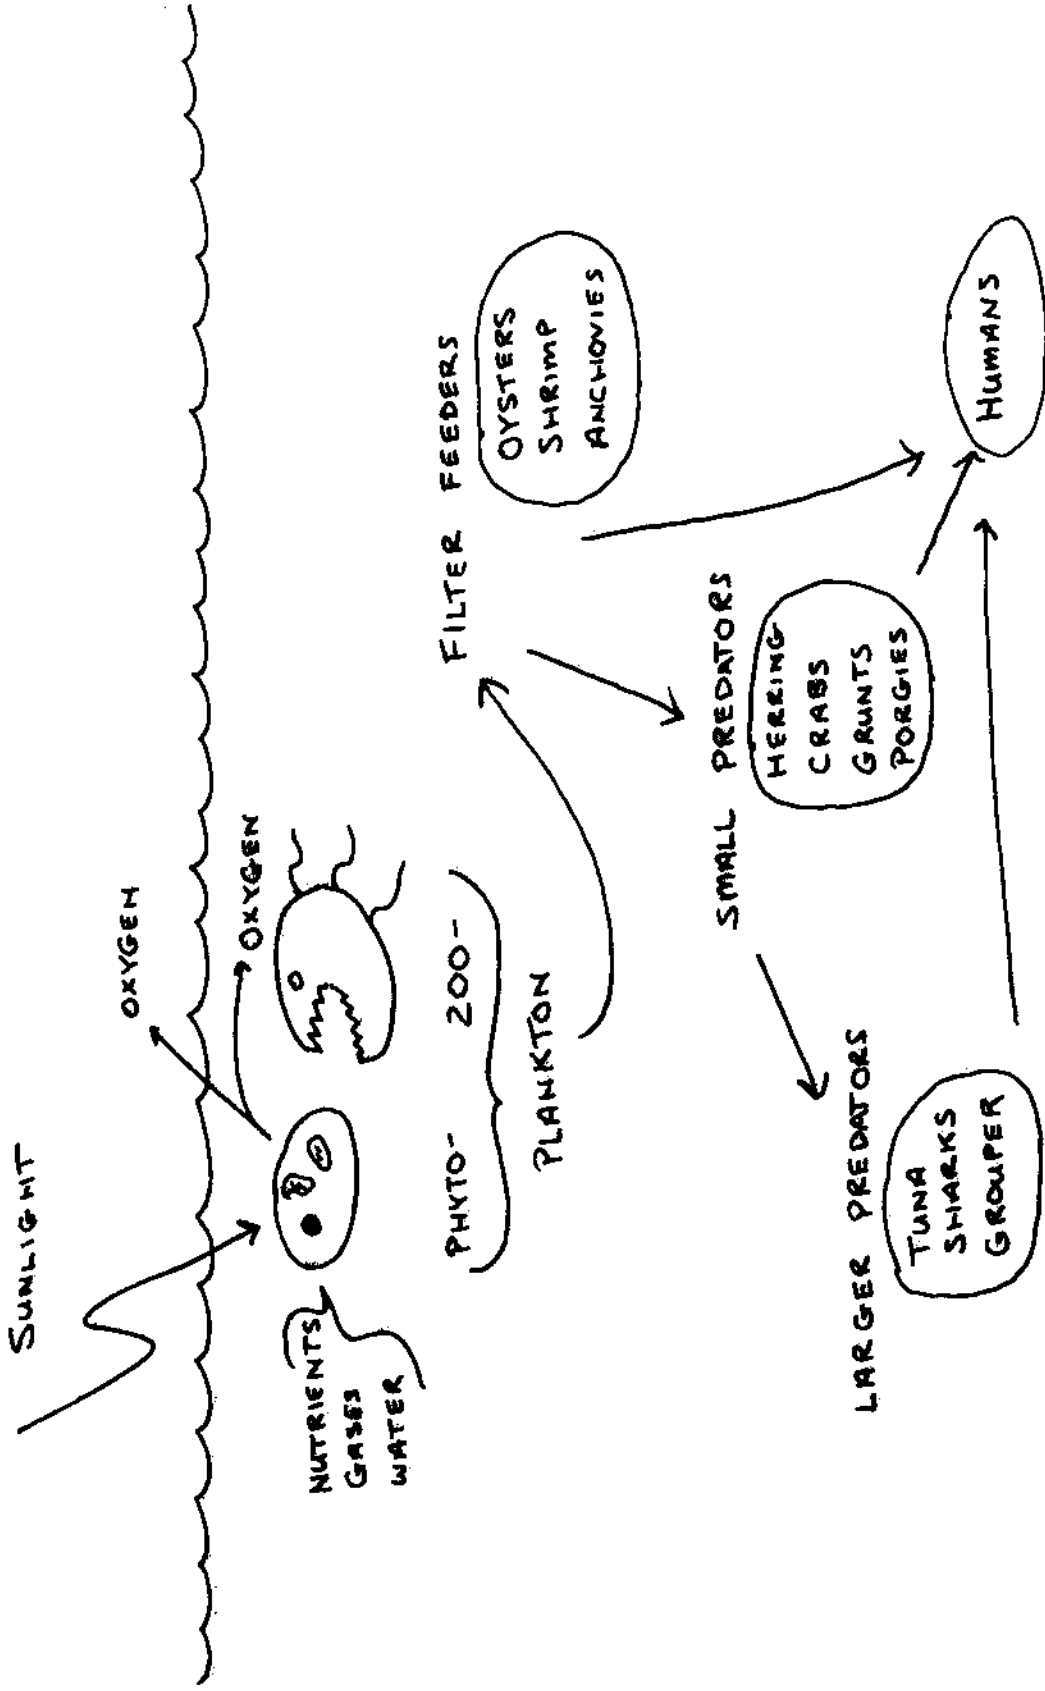 SUNLIGHT
OXYGEN
OXYGEN
NUTRIENTS
GASES
WATER
PHYTO- ZOO-
PLANKTON
FILTER FEEDERS
OYSTERS
SHRIMP
ANCHOVIES
SMALL PREDATORS
HERRING
CRABS
GRUNTS
PORGIES
LARGER PREDATORS
TUNA
SHARKS
GROUPER
HUMANS